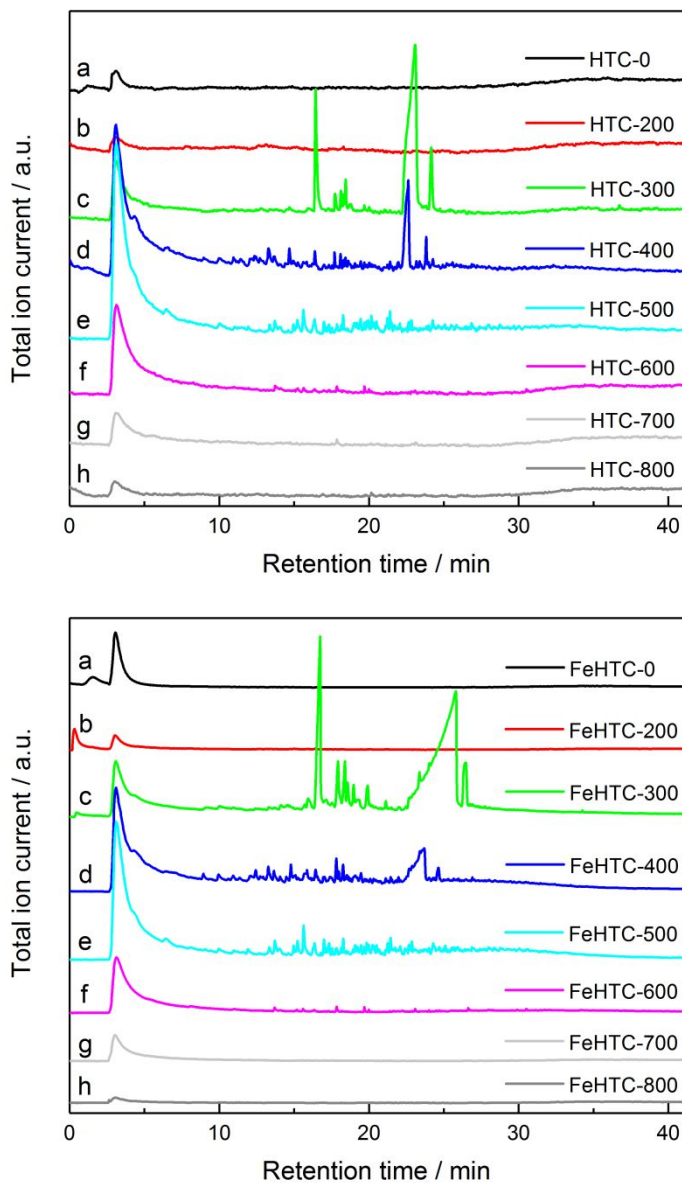 Total ion current / a.u.
a
HTC-0
b
HTC-200
c
HTC-300
d
HTC-400
e
HTC-500
f
HTC-600
g
HTC-700
h
HTC-800
0 10 20 30 40
Retention time / min
Total ion current / a.u.
a
FeHTC-0
b
FeHTC-200
c
FeHTC-300
d
FeHTC-400
e
FeHTC-500
f
FeHTC-600
g
FeHTC-700
h
FeHTC-800
0 10 20 30 40
Retention time / min